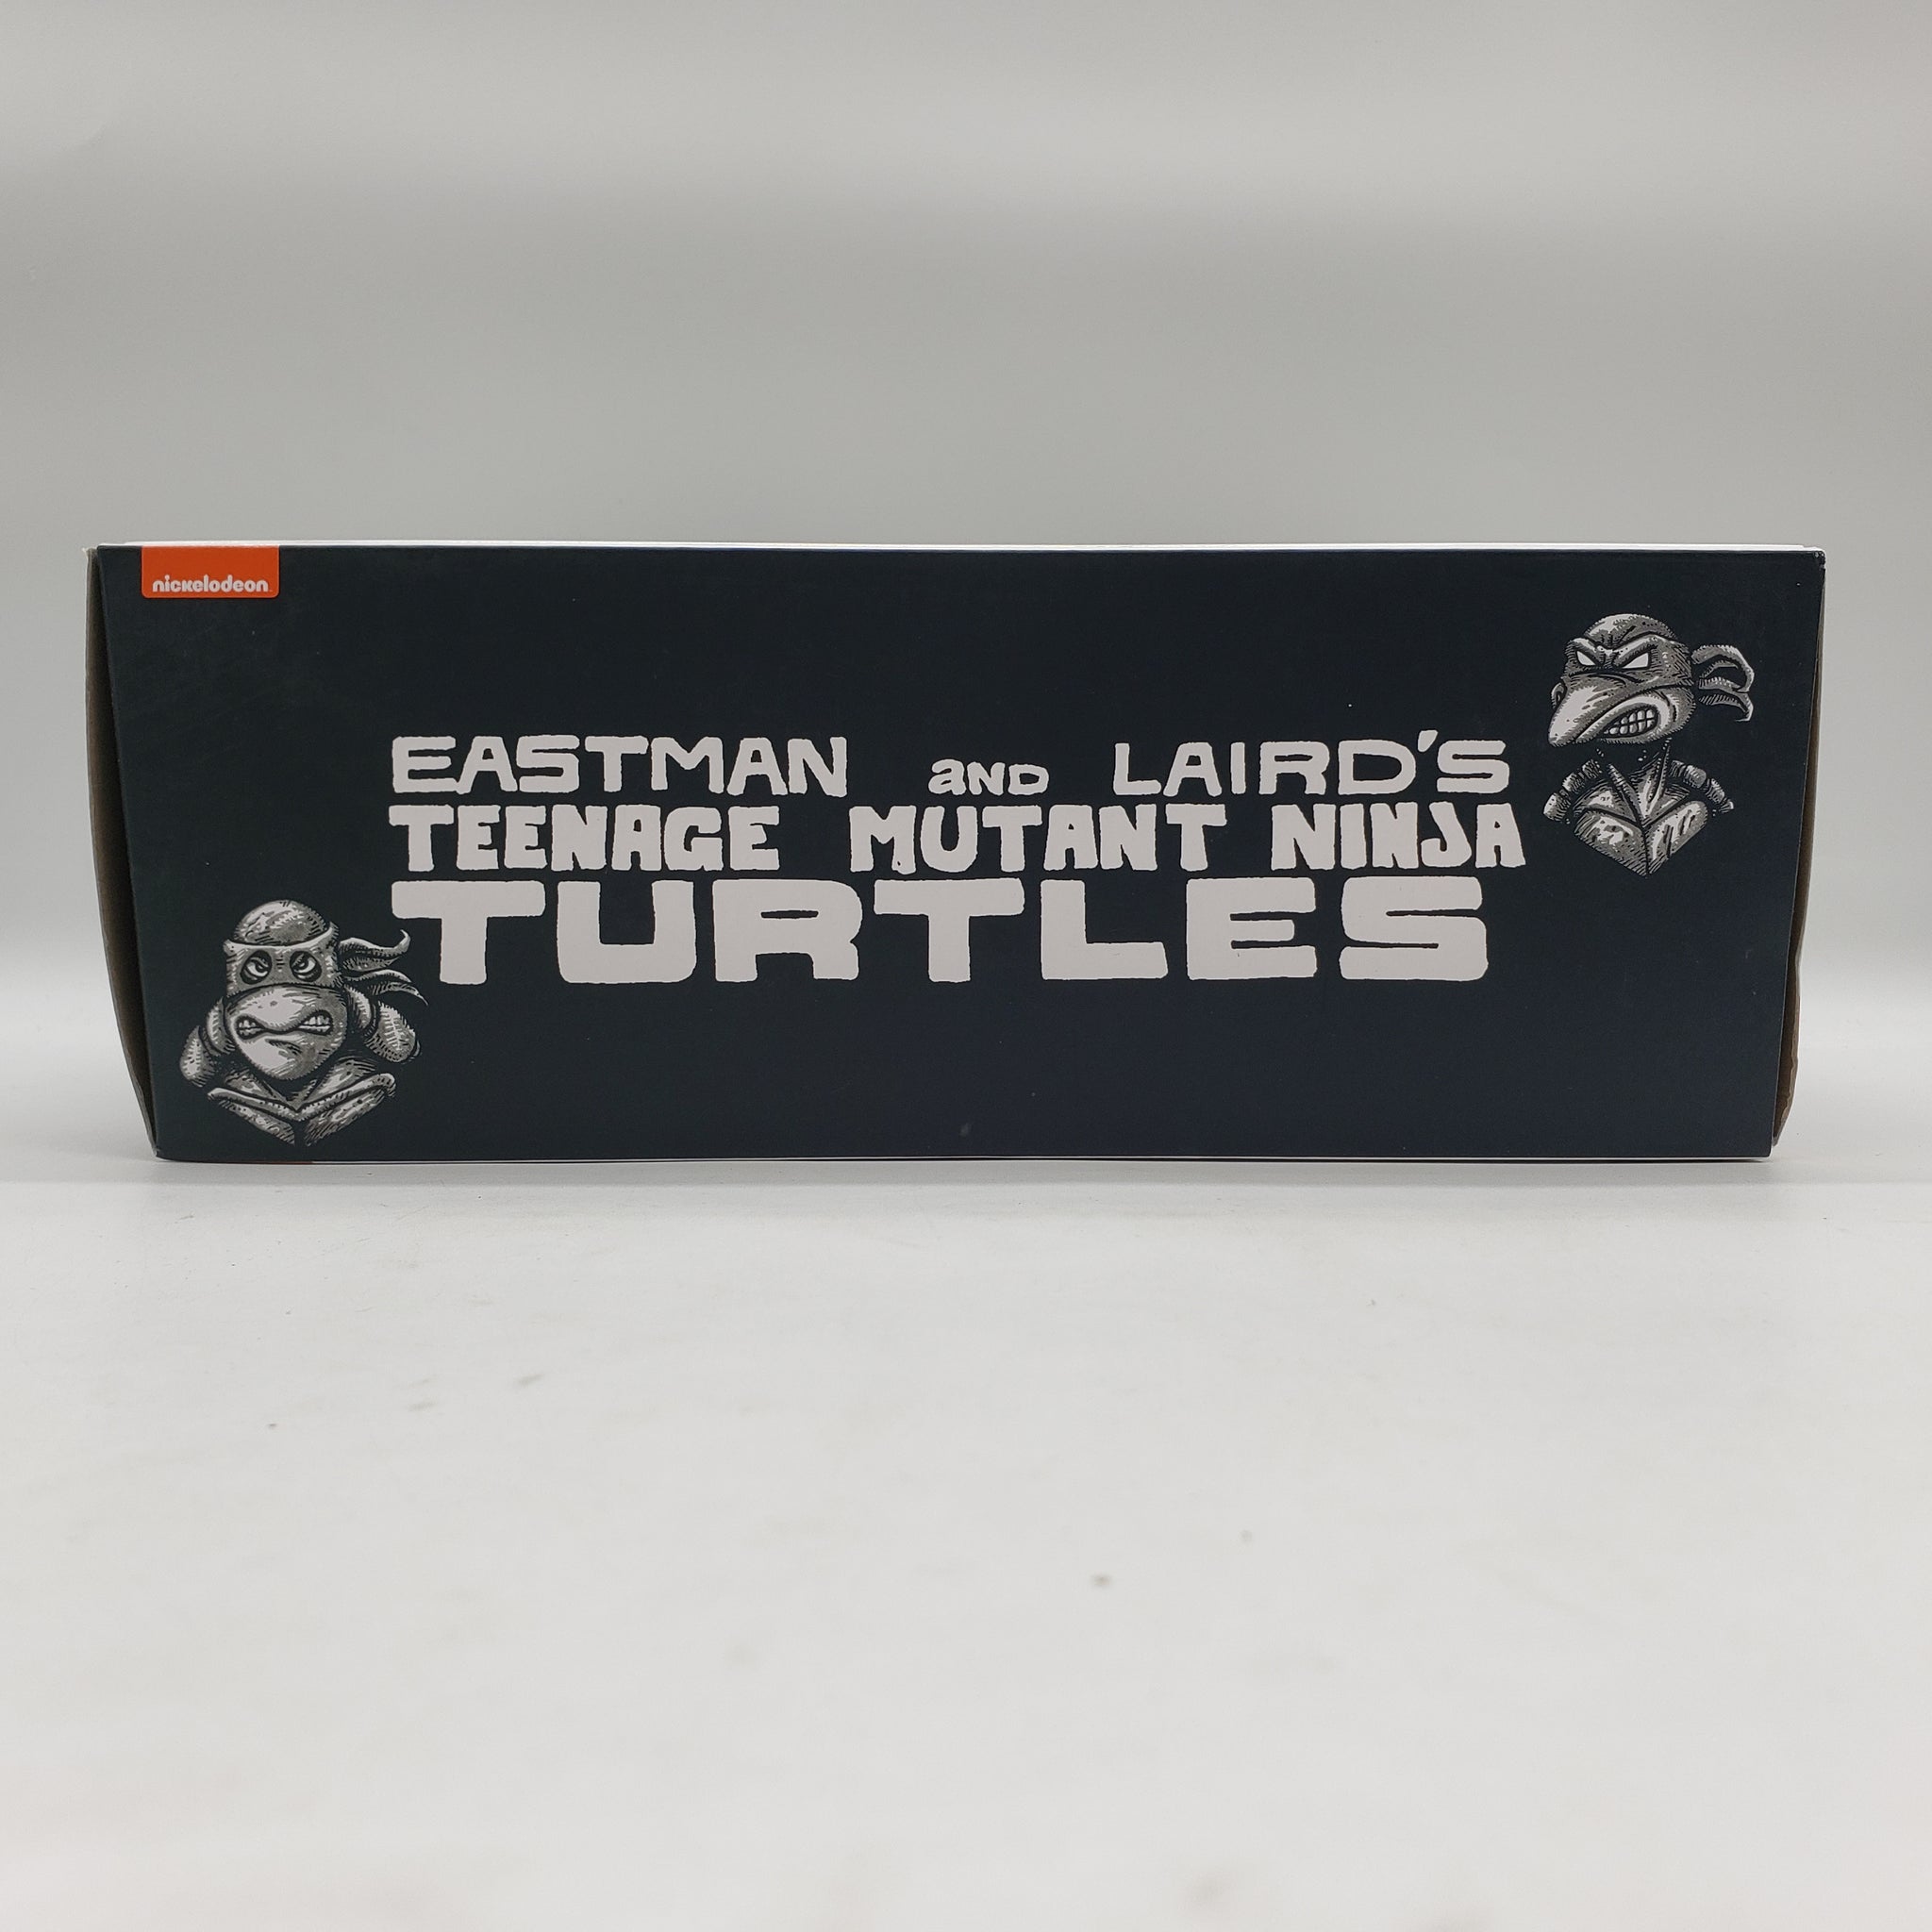 nickelodeon
EASTMAN aND LAIRD'S
TEENAGE MUTANT NINJA
TURTLES